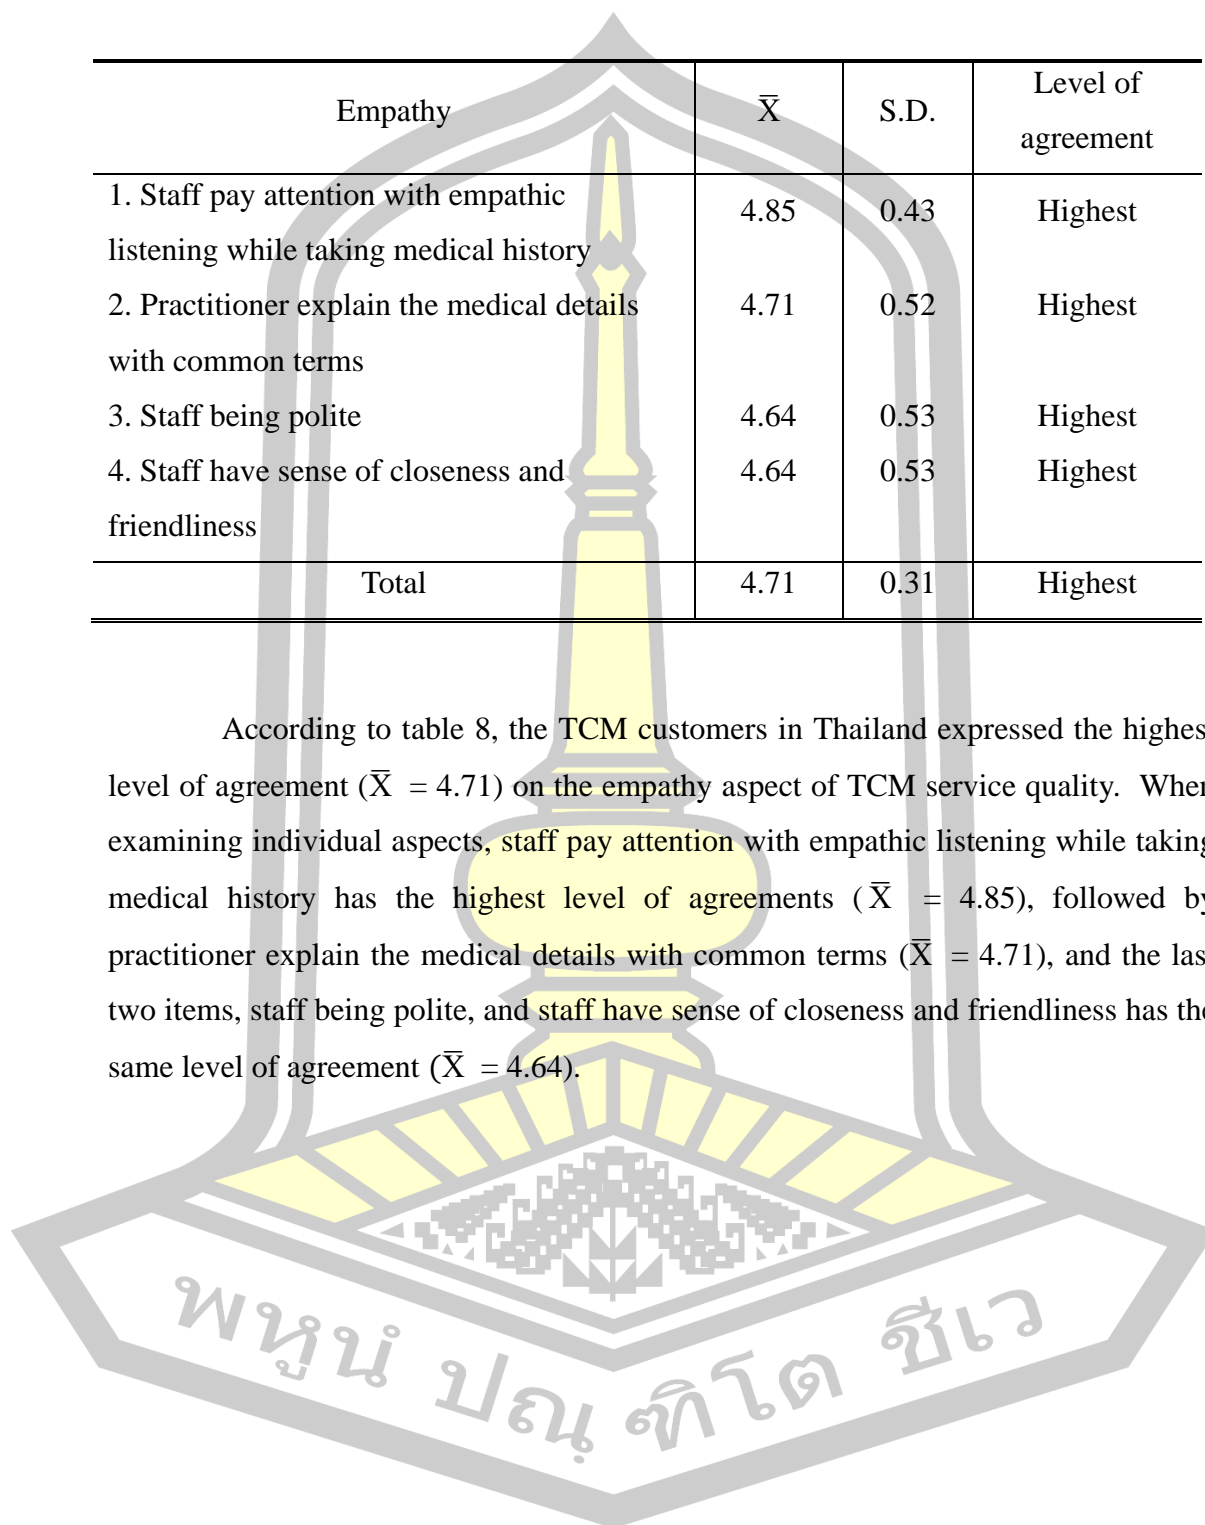 Empathy X̅ S.D. Level of agreement
1. Staff pay attention with empathic 4.85 0.43 Highest
listening while taking medical history
2. Practitioner explain the medical details 4.71 0.52 Highest
with common terms
3. Staff being polite 4.64 0.53 Highest
4. Staff have sense of closeness and 4.64 0.53 Highest
friendliness
Total 4.71 0.31 Highest
According to table 8, the TCM customers in Thailand expressed the highes
level of agreement (X̅ = 4.71) on the empathy aspect of TCM service quality. When
examining individual aspects, staff pay attention with empathic listening while taking
medical history has the highest level of agreements (X̅ = 4.85), followed by
practitioner explain the medical details with common terms (X̅ = 4.71), and the las
two items, staff being polite, and staff have sense of closeness and friendliness has the
same level of agreement (X̅ = 4.64).
พหูนํ ปณฺฑิโต ชีเว